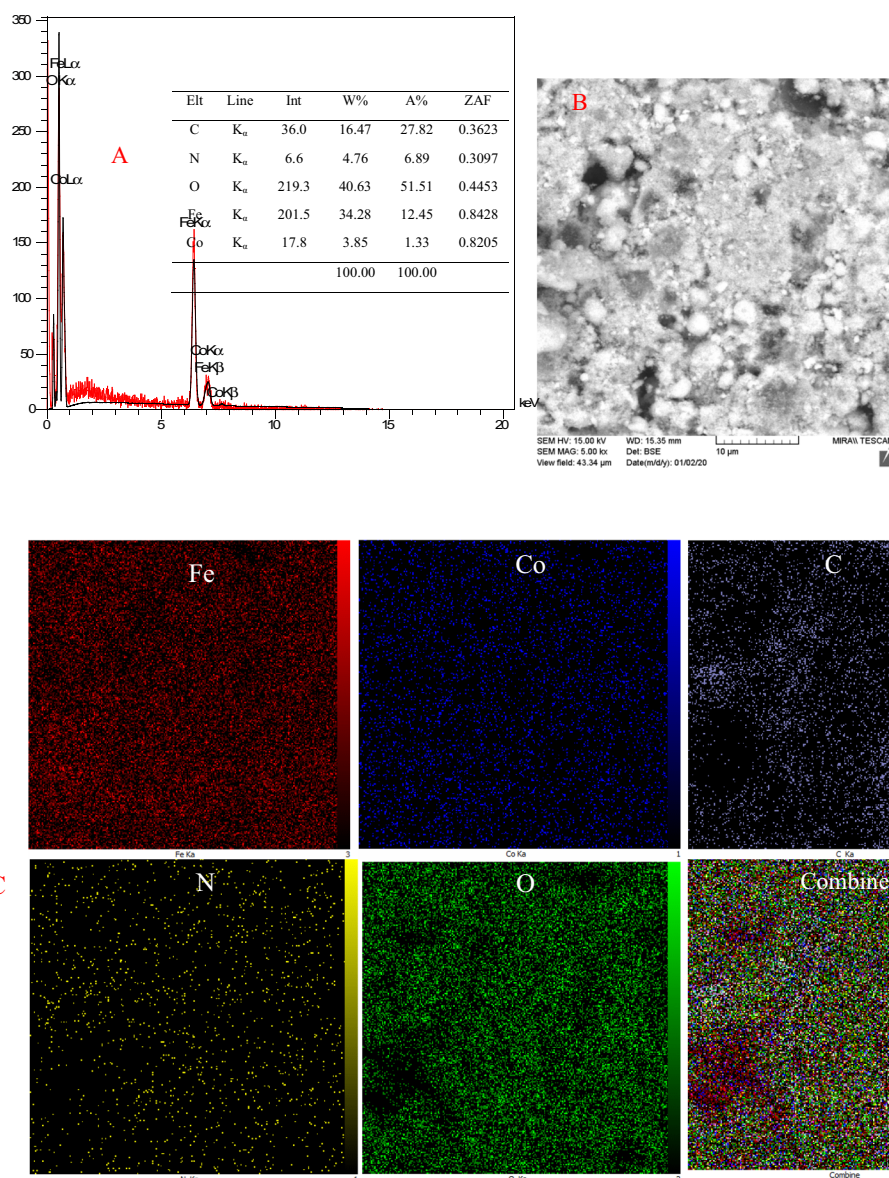 350
300
250
200
150
100
50
0
0
5
10
15
20
keV
FeLα
OKα
CoLα
FeKα
CoKα
FeKβ
CoKβ
A
Elt Line Int W% A% ZAF
C Kα 36.0 16.47 27.82 0.3623
N Kα 6.6 4.76 6.89 0.3097
O Kα 219.3 40.63 51.51 0.4453
Fe Kα 201.5 34.28 12.45 0.8428
Co Kα 17.8 3.85 1.33 0.8205
100.00 100.00
B
SEM HV: 15.00 kV WD: 15.35 mm MIRA\\ TESCAN
SEM MAG: 5.00 kx Det: BSE 10 µm
View field: 43.34 µm Date(m/d/y): 01/02/20
Fe
Co
C
Fe Ka 3
Co Ka 1
C Ka
C
N
O
Combine
Combine